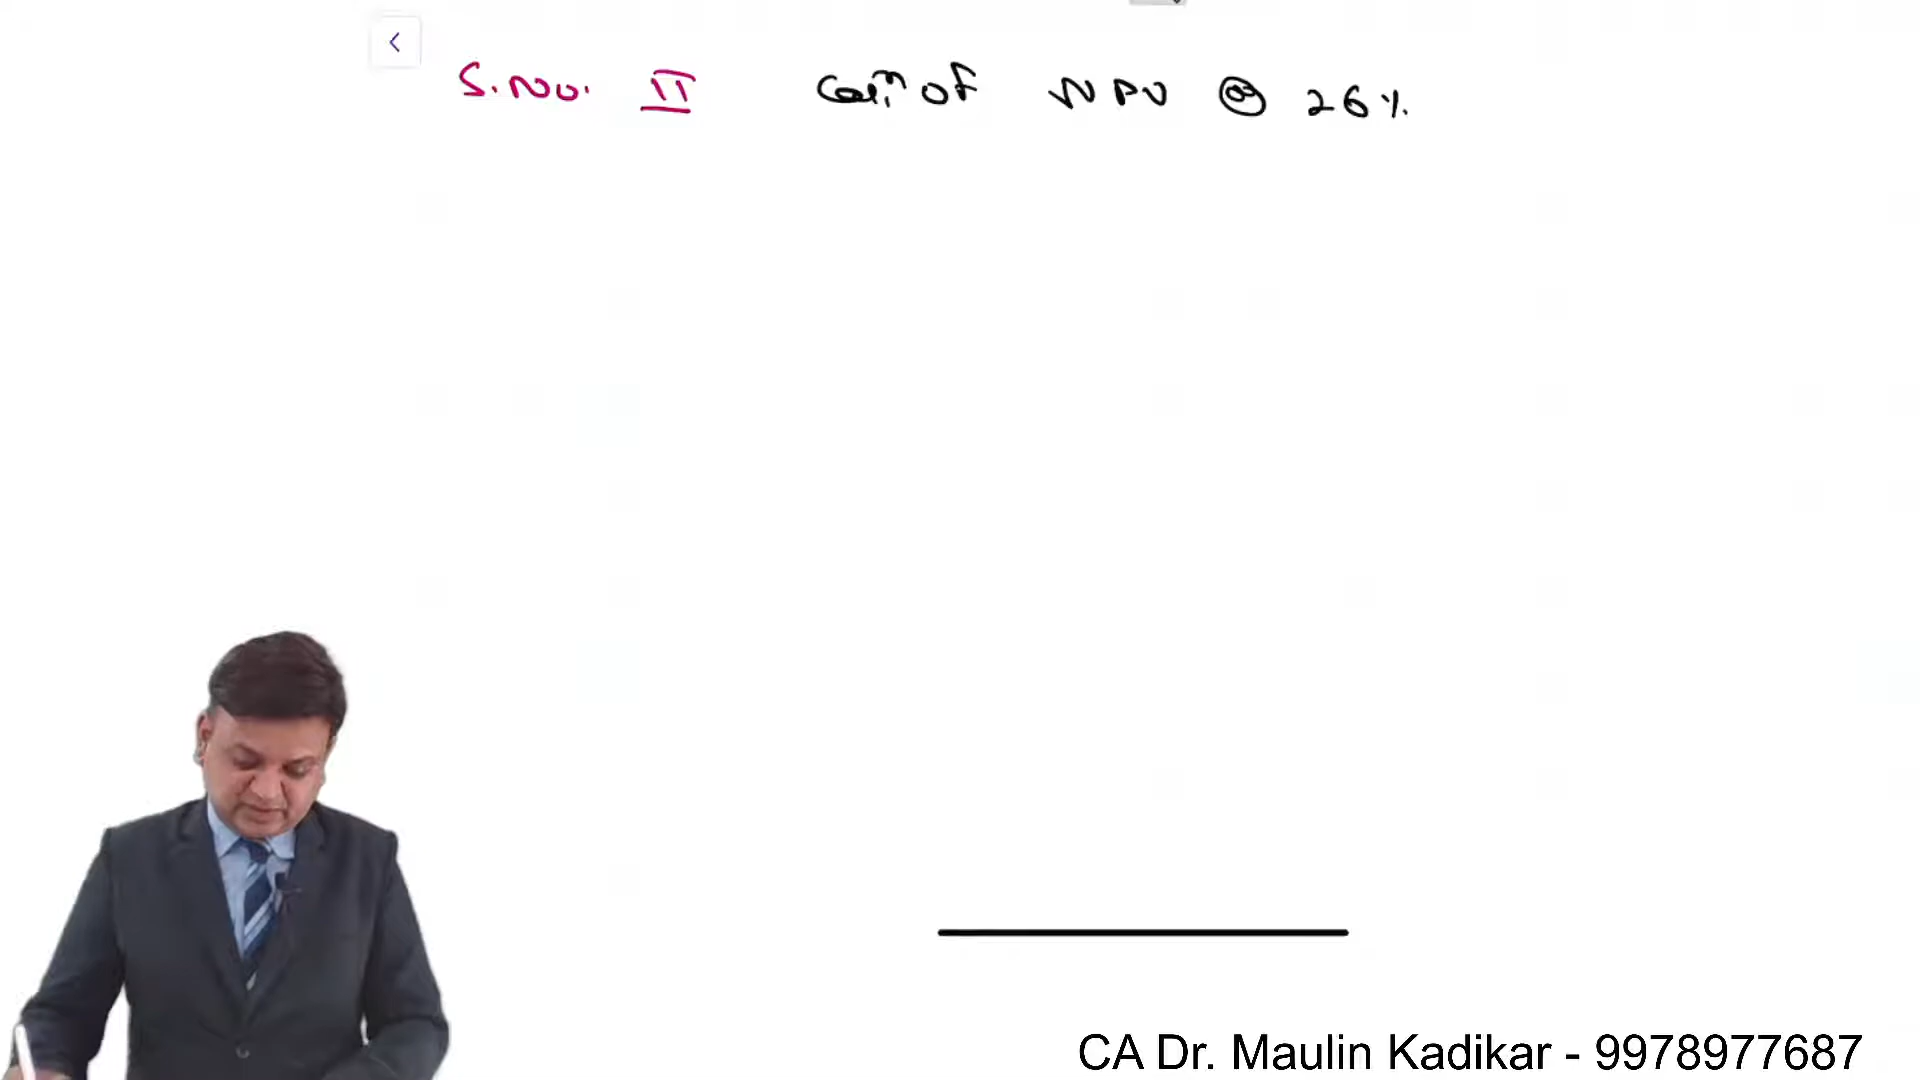 S.No. II Caln of NPV @ 26%.
CA Dr. Maulin Kadikar - 9978977687